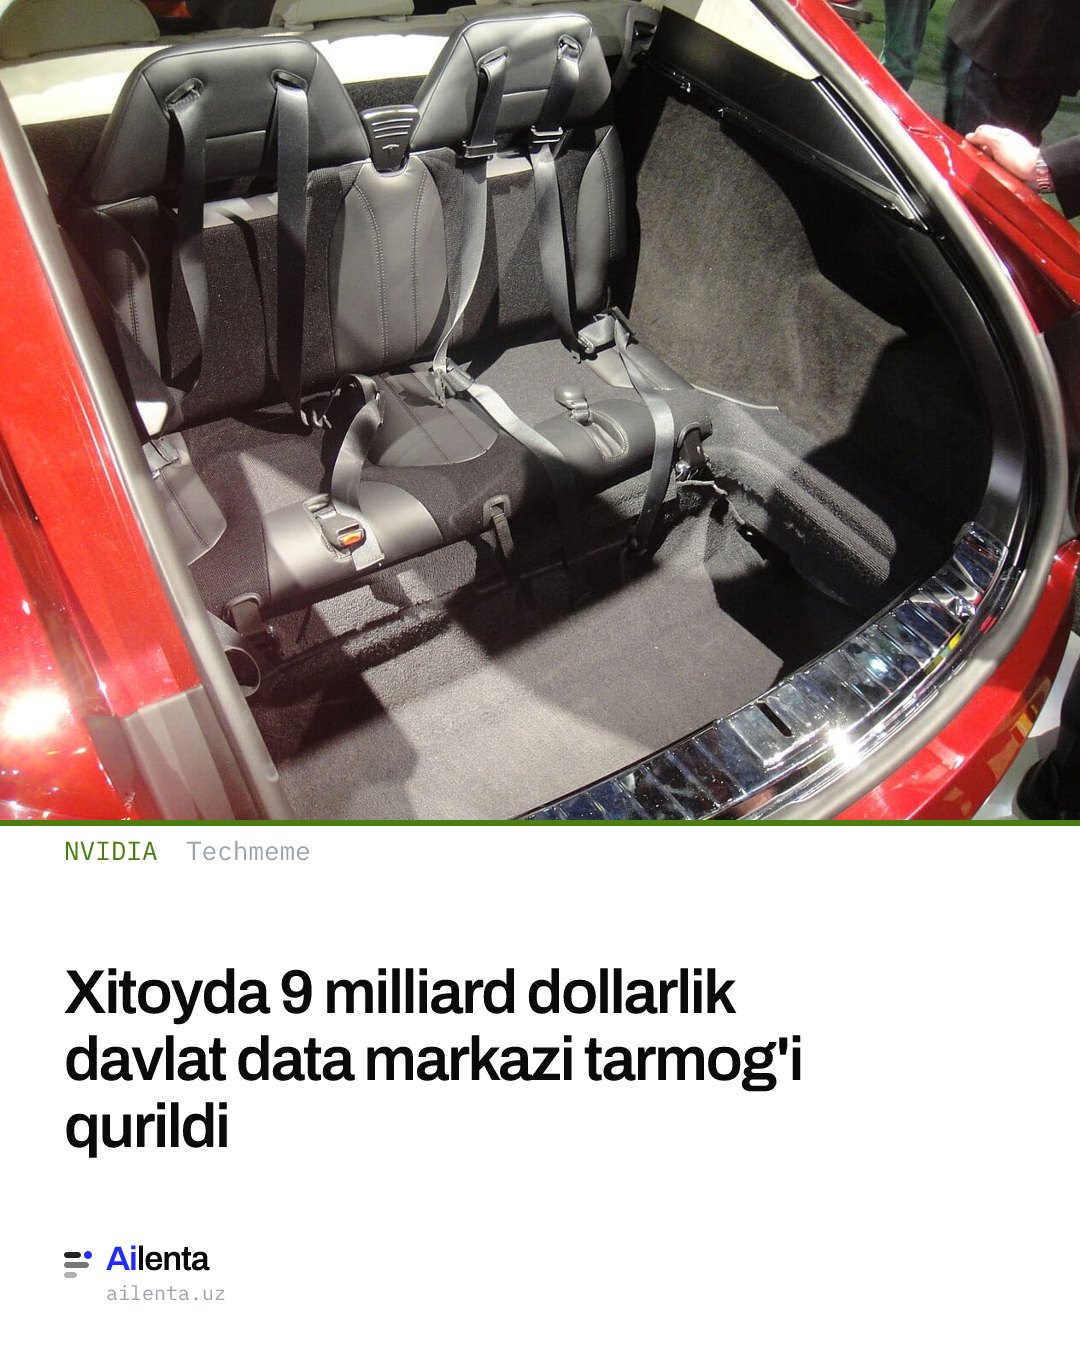 NVIDIA Techmeme
Xitoyda 9 milliard dollarlik
davlat data markazi tarmog'i
qurildi
Ailenta
ailenta.uz